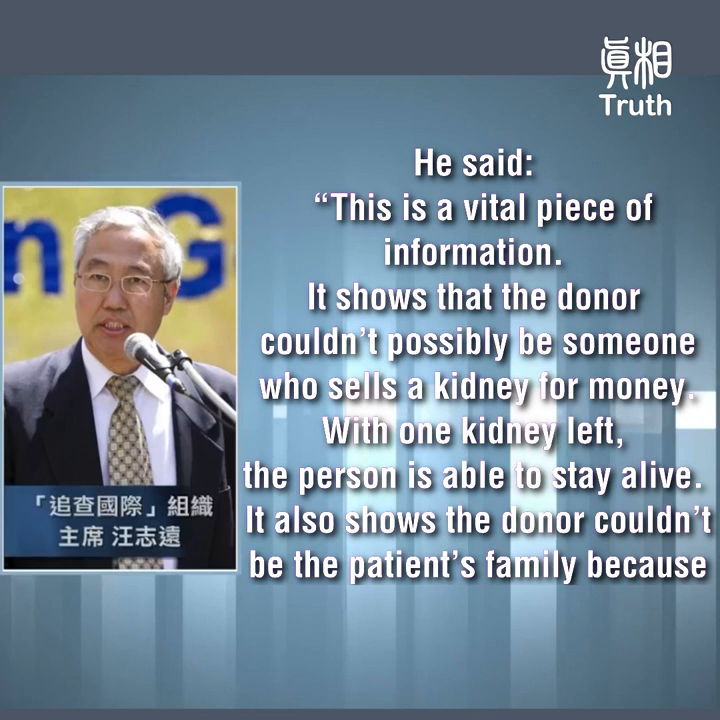 真相
Truth
He said:
“This is a vital piece of
information.
It shows that the donor
couldn’t possibly be someone
who sells a kidney for money.
With one kidney left,
the person is able to stay alive.
It also shows the donor couldn’t
be the patient’s family because
n G
「追查國際」組織
主席 汪志遠